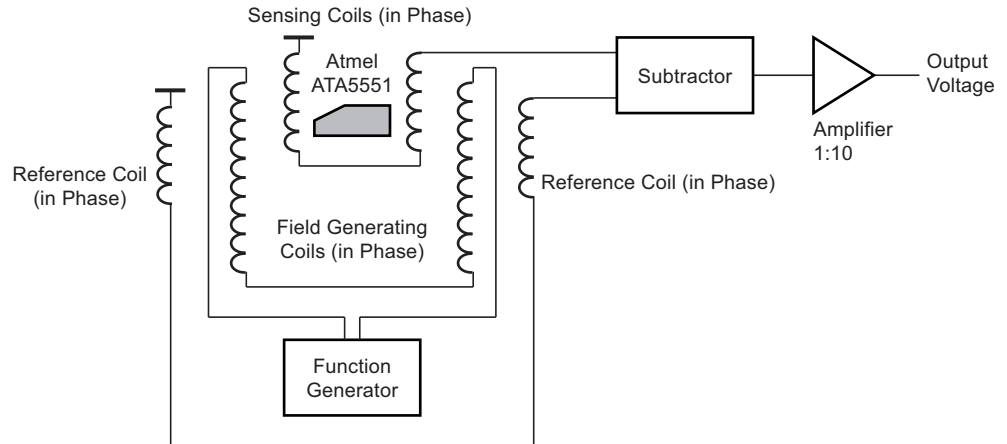 Sensing Coils (in Phase)
Atmel
ATA5551
Subtractor
Output
Voltage
Amplifier
1:10
Reference Coil
(in Phase)
Reference Coil (in Phase)
Field Generating
Coils (in Phase)
Function
Generator